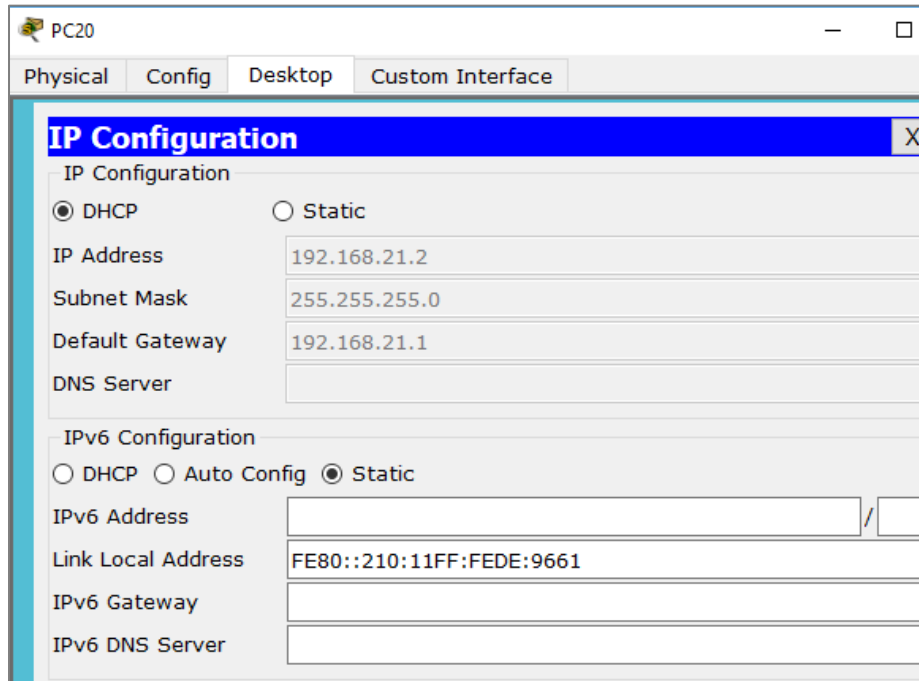 PC20
Physical Config Desktop Custom Interface
IP Configuration X
IP Configuration
DHCP Static
IP Address 192.168.21.2
Subnet Mask 255.255.255.0
Default Gateway 192.168.21.1
DNS Server
IPv6 Configuration
DHCP Auto Config Static
IPv6 Address /
Link Local Address FE80::210:11FF:FEDE:9661
IPv6 Gateway
IPv6 DNS Server